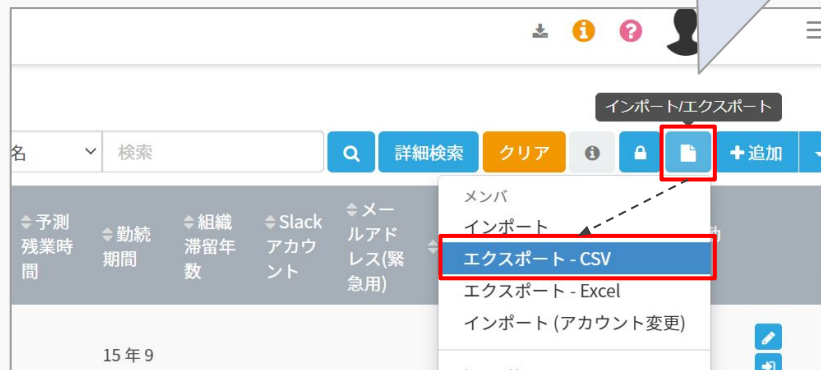 インポート/エクスポート
名 検索 詳細検索 クリア +追加
予測
残業時
間
勤続
期間
組織
滞留年
数
Slack
アカウ
ント
メー
ルアド
レス(緊
急用)
メンバ
インポート
エクスポート - CSV
エクスポート - Excel
インポート (アカウント変更)
15 年 9